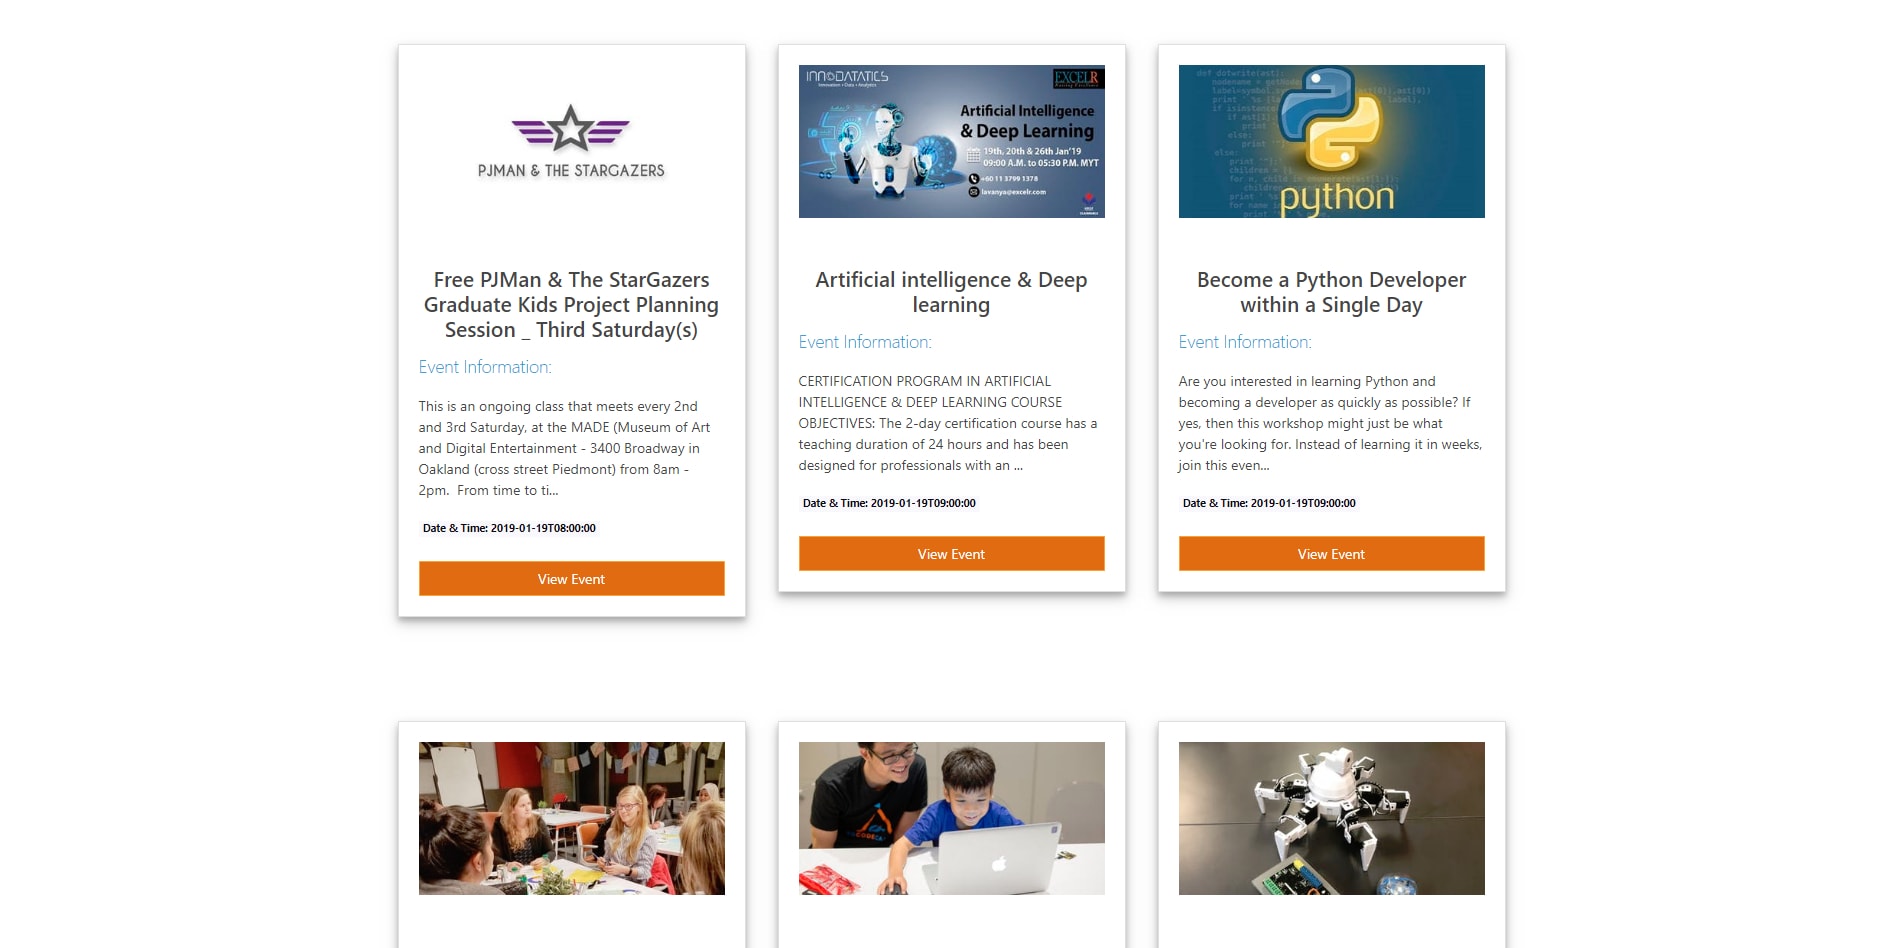 PJMAN & THE STARGAZERS
Free PJMan & The StarGazers
Graduate Kids Project Planning
Session _ Third Saturday(s)
Event Information:
This is an ongoing class that meets every 2nd
and 3rd Saturday, at the MADE (Museum of Art
and Digital Entertainment - 3400 Broadway in
Oakland (cross street Piedmont) from 8am -
2pm.  From time to ti...
Date & Time: 2019-01-19T08:00:00
View Event
INNODATATICS
Innovation • Data • Analytics
EXCELR
Artificial Intelligence
& Deep Learning
19th, 20th & 26th Jan'19
09:00 A.M. to 05:30 P.M. MYT
+60 11 3799 1378
lavanya@excelr.com
Artificial intelligence & Deep
learning
Event Information:
CERTIFICATION PROGRAM IN ARTIFICIAL
INTELLIGENCE & DEEP LEARNING COURSE
OBJECTIVES: The 2-day certification course has a
teaching duration of 24 hours and has been
designed for professionals with an ...
Date & Time: 2019-01-19T09:00:00
View Event
python
Become a Python Developer
within a Single Day
Event Information:
Are you interested in learning Python and
becoming a developer as quickly as possible? If
yes, then this workshop might just be what
you're looking for. Instead of learning it in weeks,
join this even...
Date & Time: 2019-01-19T09:00:00
View Event